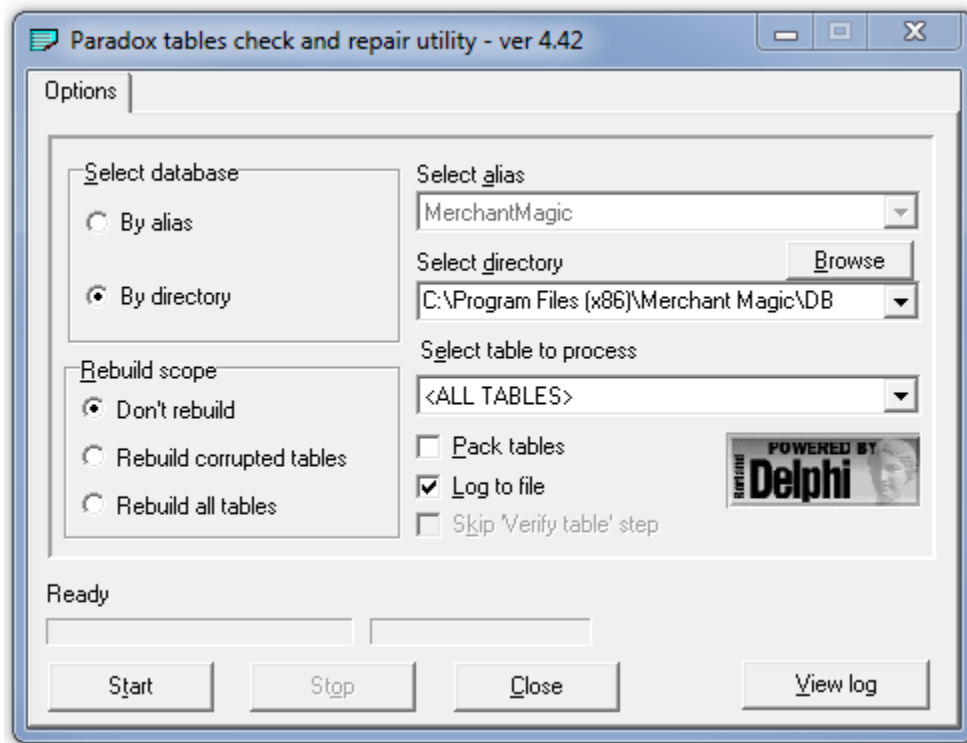 Paradox tables check and repair utility - ver 4.42
Options
Select database
By alias
By directory
Select alias
MerchantMagic
Select directory
Browse
C:\Program Files (x86)\Merchant Magic\DB
Select table to process
<ALL TABLES>
Rebuild scope
Don't rebuild
Rebuild corrupted tables
Rebuild all tables
Pack tables
Log to file
Skip 'Verify table' step
POWERED BY
Borland
Delphi
Ready
Start
Stop
Close
View log